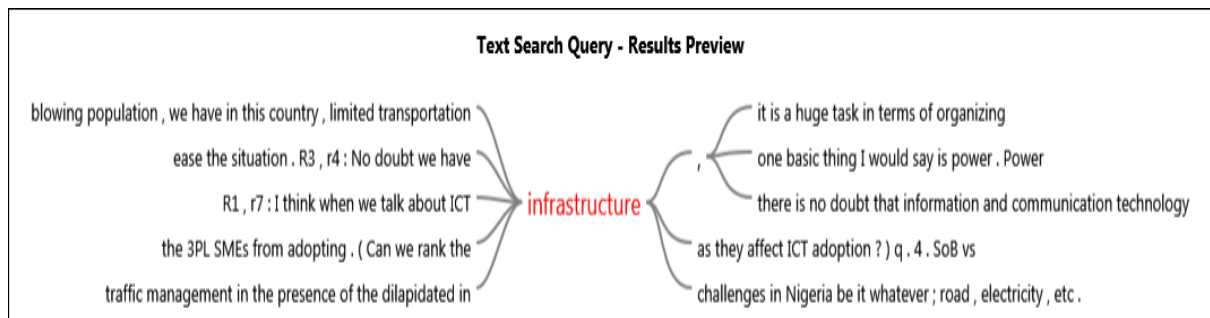 Text Search Query - Results Preview
blowing population , we have in this country , limited transportation
ease the situation . R3 , r4 : No doubt we have
R1 , r7 : I think when we talk about ICT
the 3PL SMEs from adopting . ( Can we rank the
traffic management in the presence of the dilapidated in
infrastructure
,
it is a huge task in terms of organizing
one basic thing I would say is power . Power
there is no doubt that information and communication technology
as they affect ICT adoption ? ) q . 4 . SoB vs
challenges in Nigeria be it whatever ; road , electricity , etc .